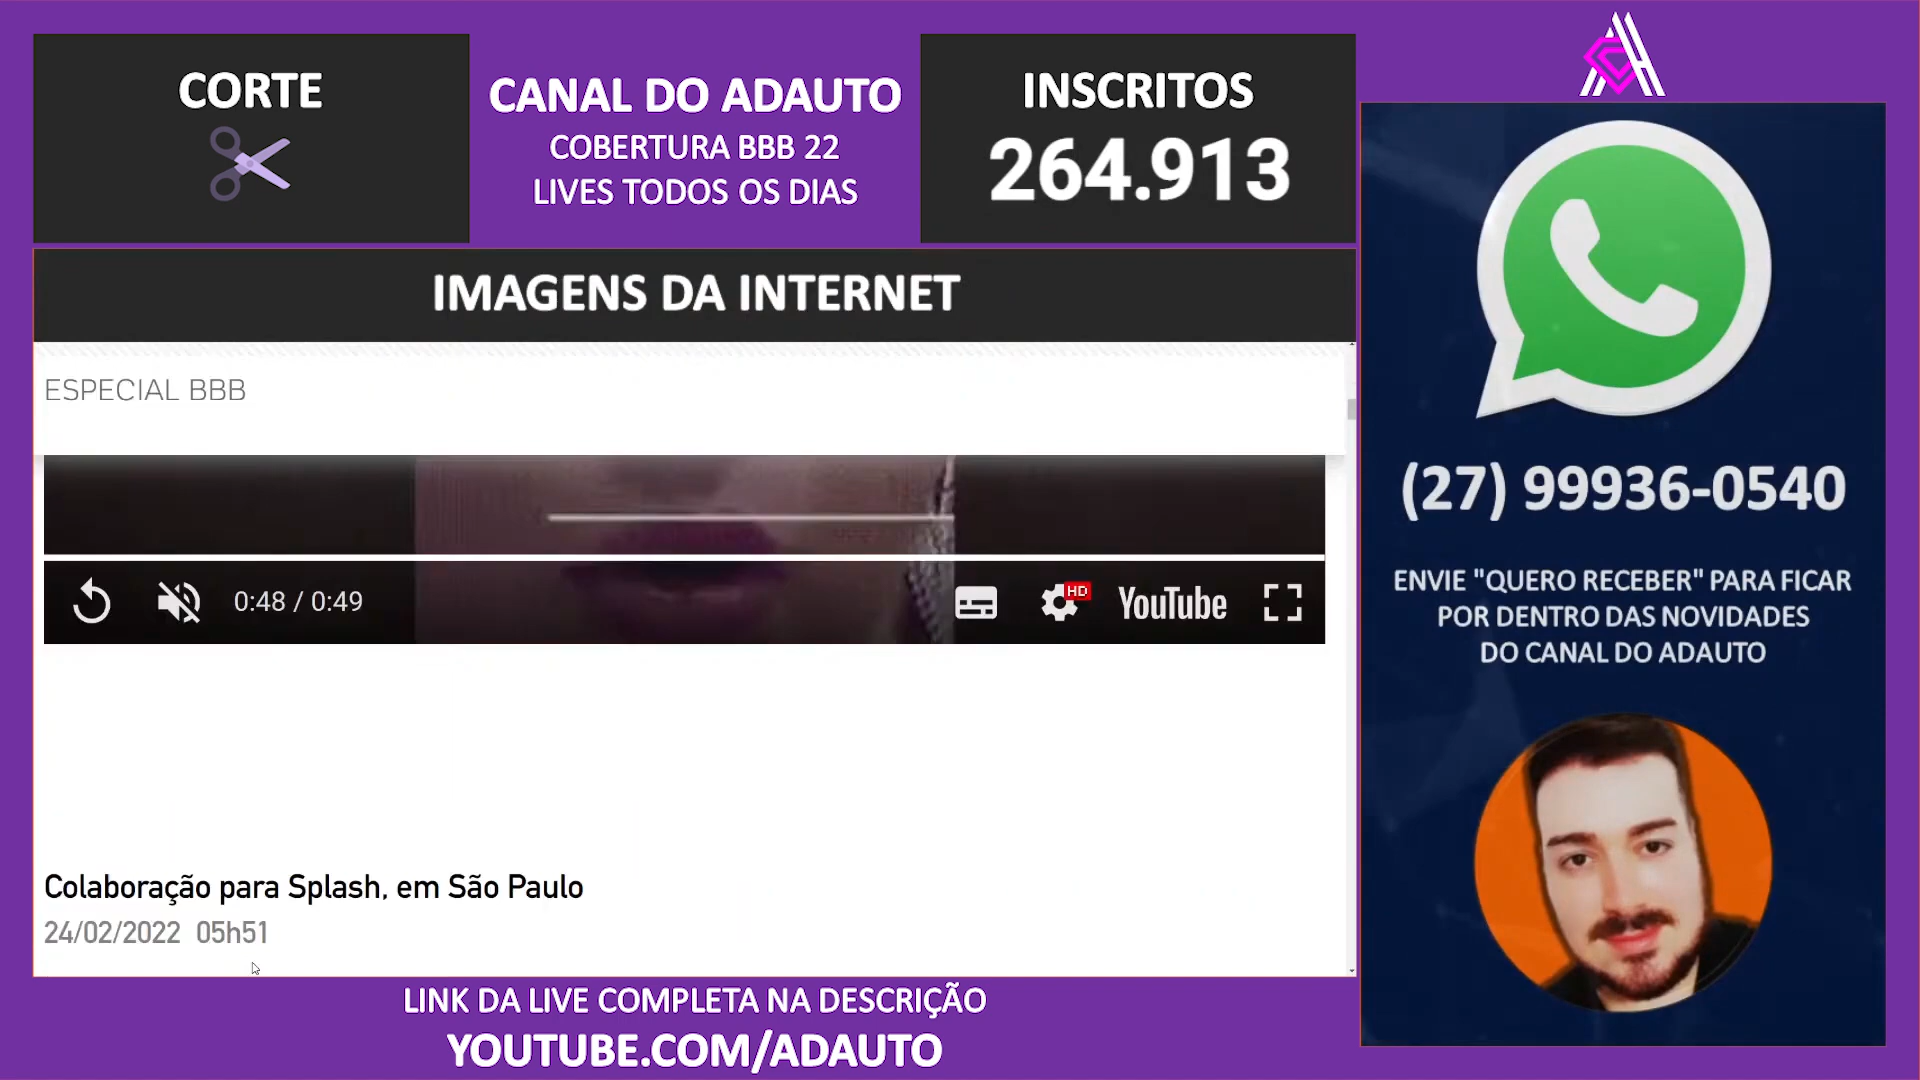 CORTE
CANAL DO ADAUTO
COBERTURA BBB 22
LIVES TODOS OS DIAS
INSCRITOS
264.913
IMAGENS DA INTERNET
ESPECIAL BBB
0:48 / 0:49
HD
YouTube
Colaboração para Splash, em São Paulo
24/02/2022 05h51
LINK DA LIVE COMPLETA NA DESCRIÇÃO
YOUTUBE.COM/ADAUTO
(27) 99936-0540
ENVIE "QUERO RECEBER" PARA FICAR
POR DENTRO DAS NOVIDADES
DO CANAL DO ADAUTO